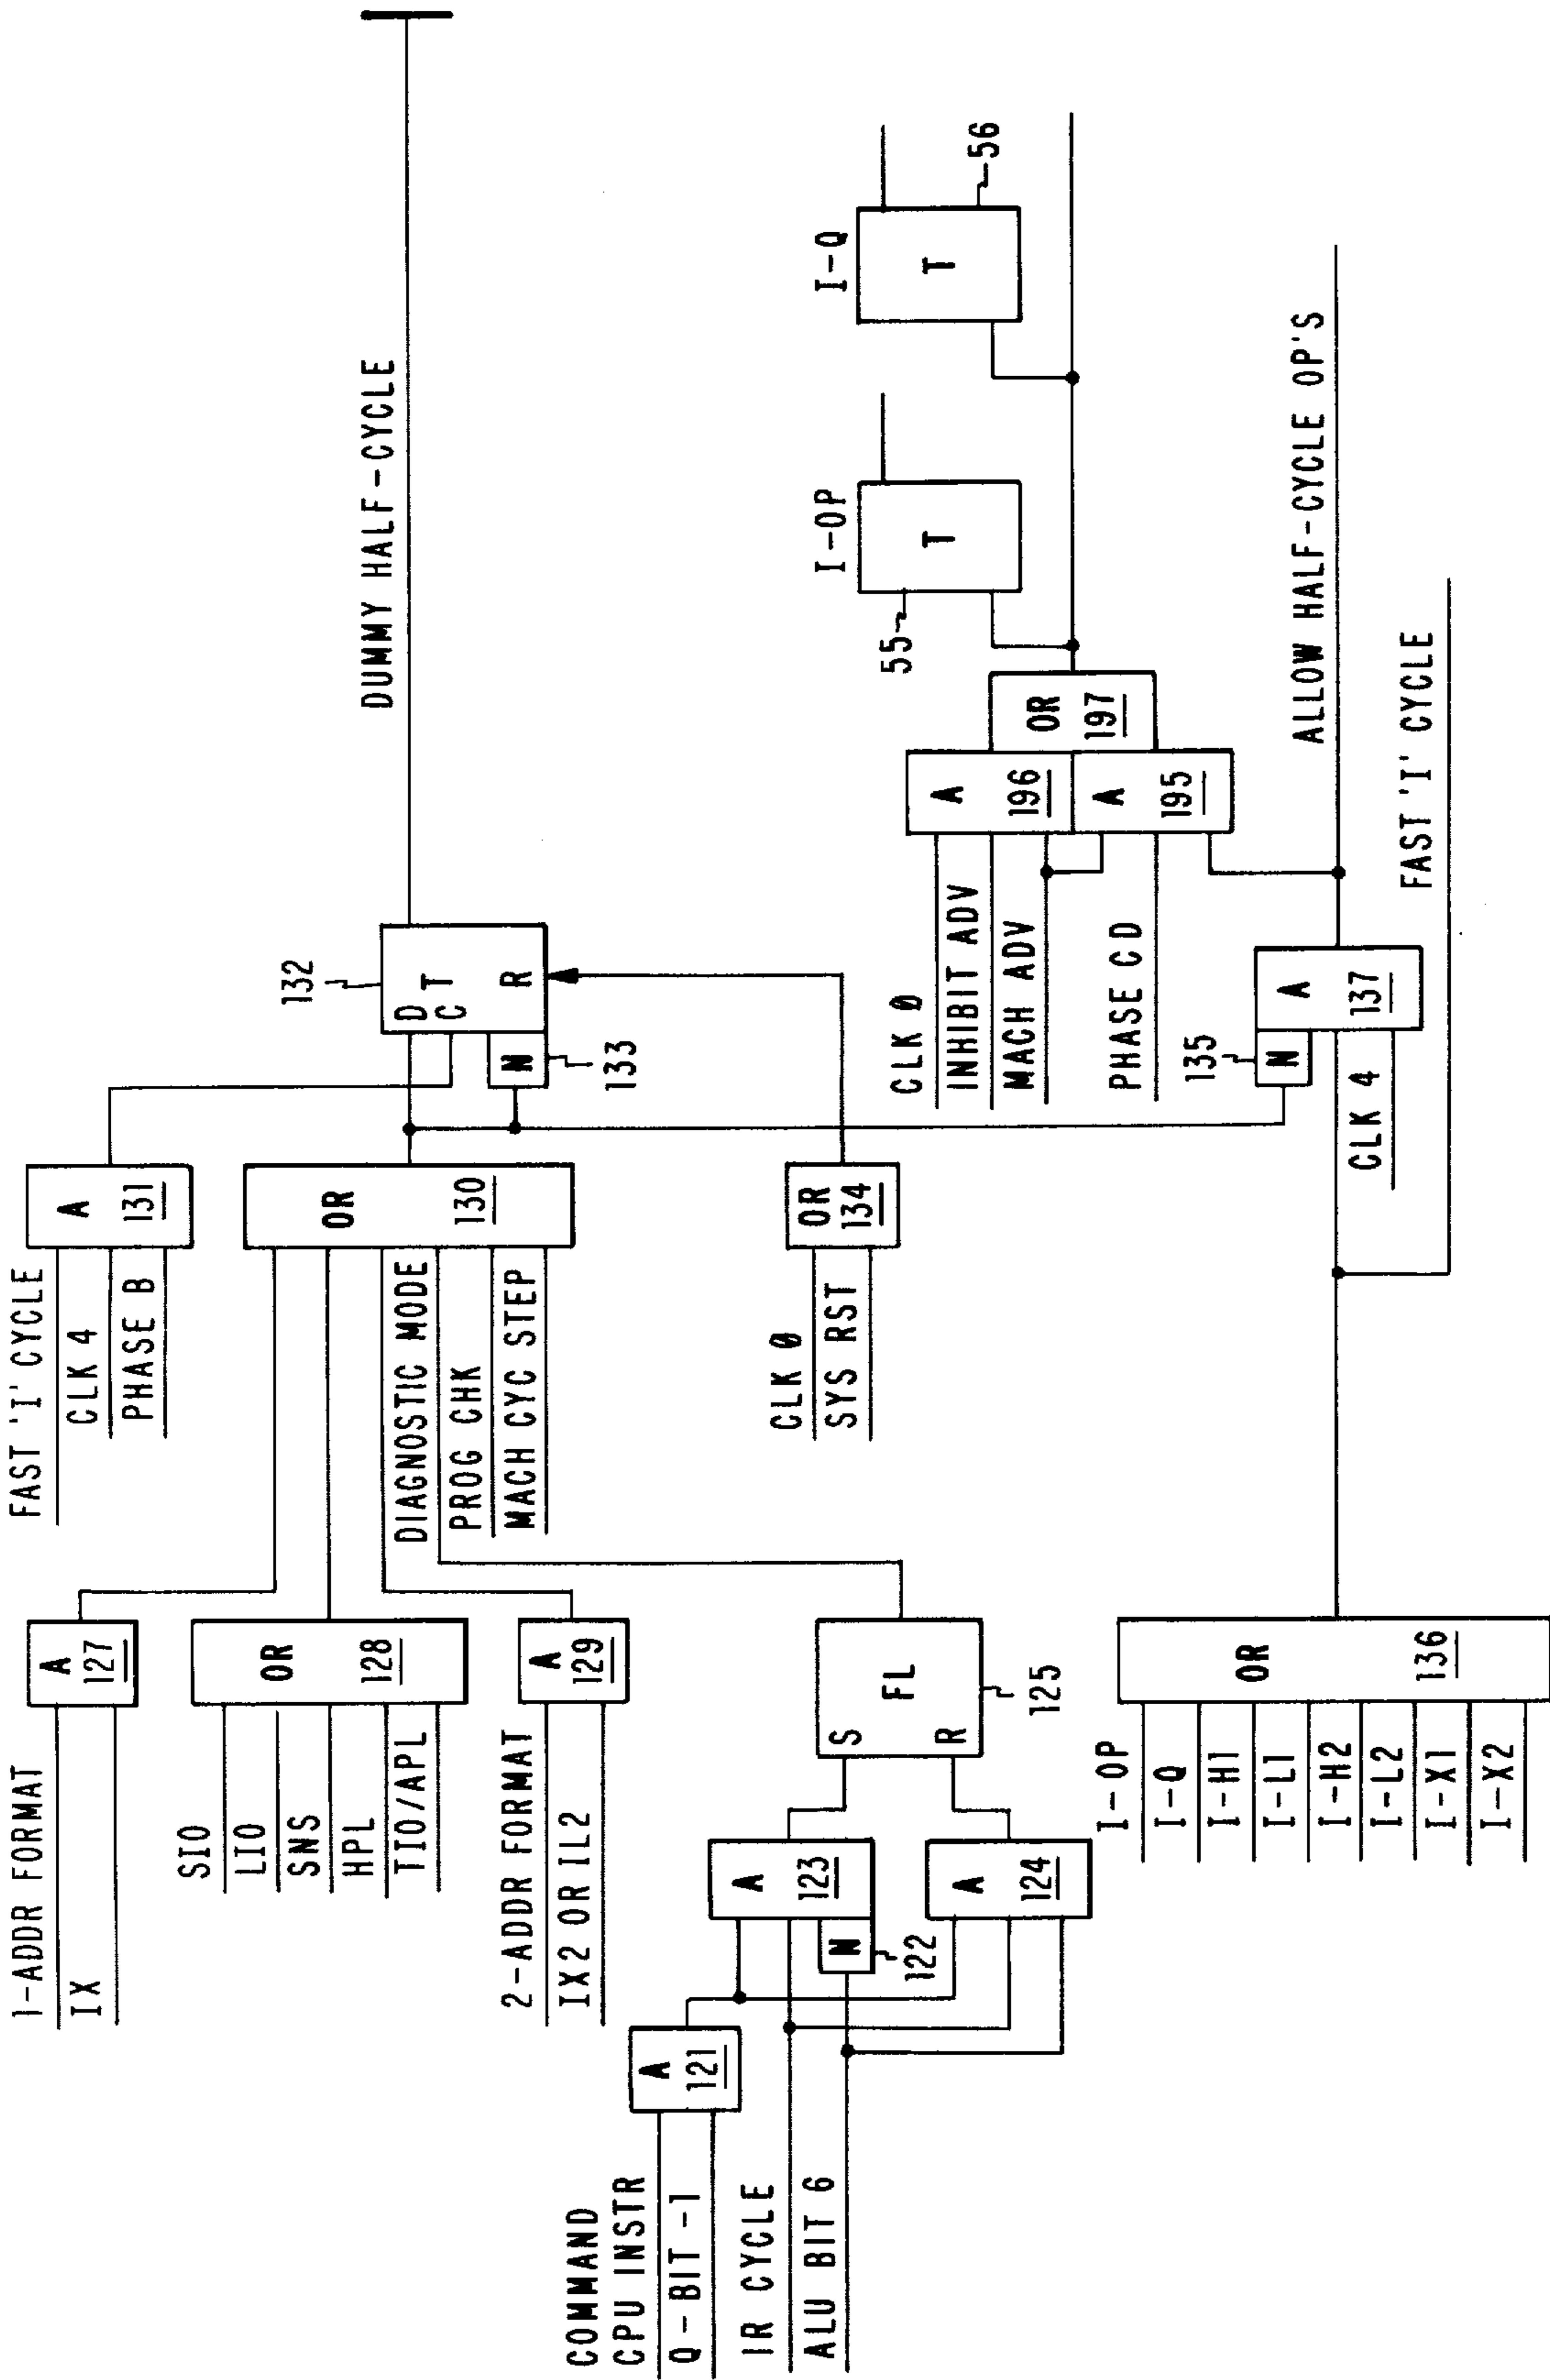 1-ADDR FORMAT
IX
A
127
SIO
LIO
SNS
HPL
TIO/APL
OR
128
2-ADDR FORMAT
IX2 OR IL2
A
129
COMMAND
CPU INSTR
Q-BIT-1
A
121
IR CYCLE
ALU BIT 6
A
123
N
122
A
124
S
FL
R
125
FAST 'I' CYCLE
CLK 4
PHASE B
A
131
DIAGNOSTIC MODE
PROG CHK
MACH CYC STEP
OR
130
CLK 0
SYS RST
OR
134
132
D
C
T
R
N
133
DUMMY HALF-CYCLE
I-OP
I-Q
I-H1
I-L1
I-H2
I-L2
I-X1
I-X2
OR
136
CLK 0
INHIBIT ADV
MACH ADV
PHASE C D
A
196
A
195
OR
197
I-OP
T
55
I-Q
T
56
135
N
A
137
CLK 4
ALLOW HALF-CYCLE OP'S
FAST 'I' CYCLE